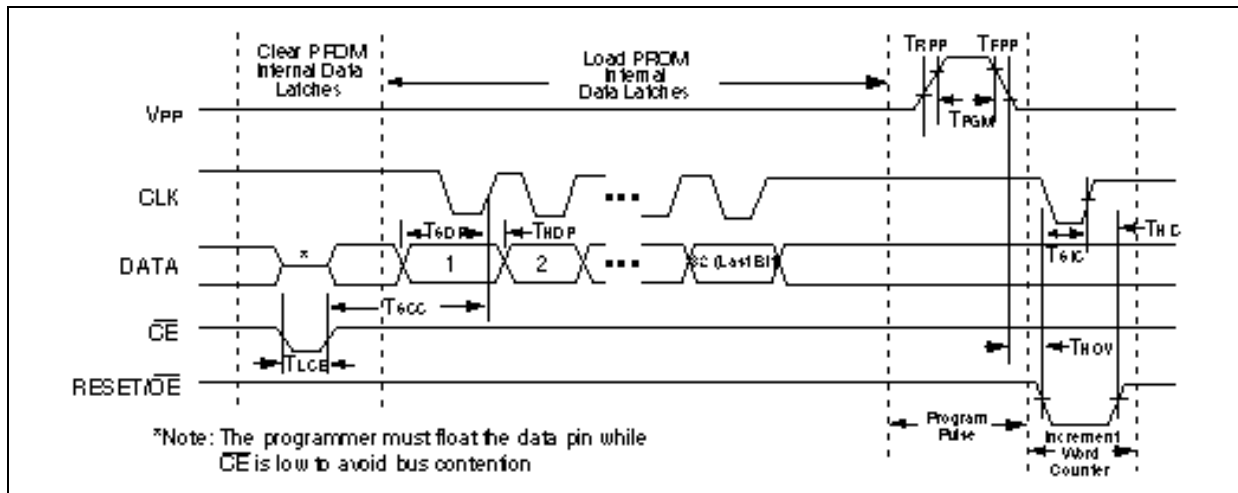 Clear PROM
Internal Data
Latches
Load PROM
Internal
Data Latches
TRPP
TFPP
VPP
TPGM
CLK
TSDP
THDP
THC
TSIC
DATA
*
1
2
32 (Last Bit)
TSCC
CE
TLCE
THOV
RESET/OE
*Note: The programmer must float the data pin while
CE is low to avoid bus contention
Program
Pulse
Increment
Word
Counter